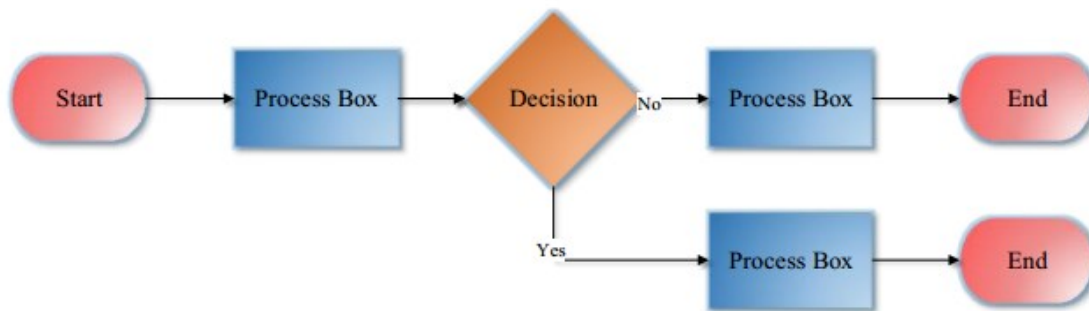 Start
Process Box
Decision
No
Process Box
End
Yes
Process Box
End